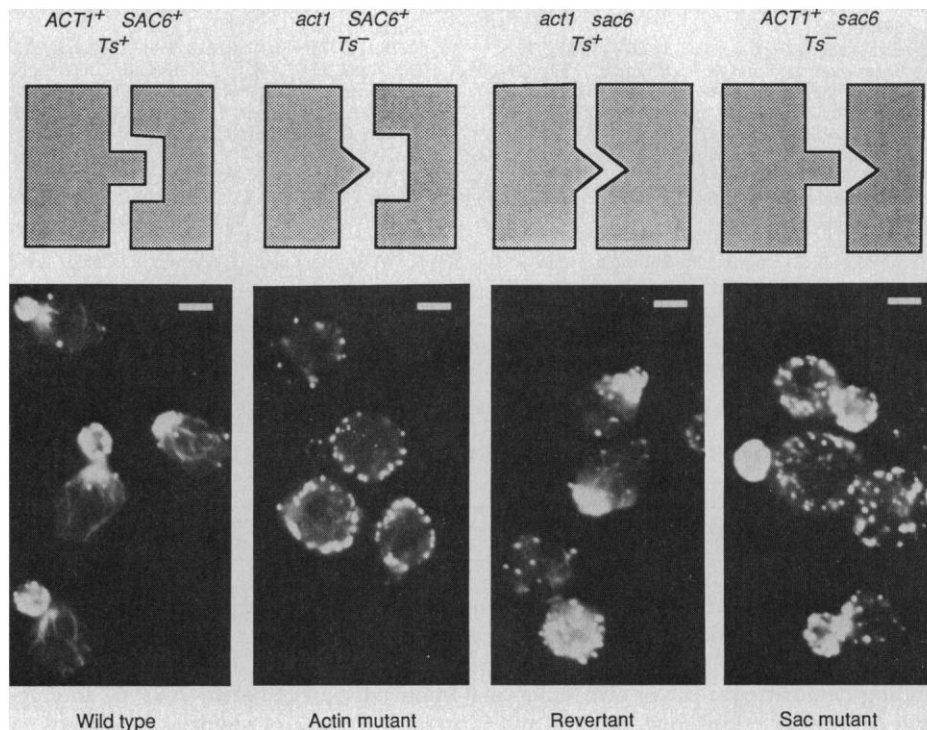 ACT1⁺ SAC6⁺
Ts⁺
act1 SAC6⁺
Ts⁻
act1 sac6
Ts⁺
ACT1⁺ sac6
Ts⁻
Wild type
Actin mutant
Revertant
Sac mutant